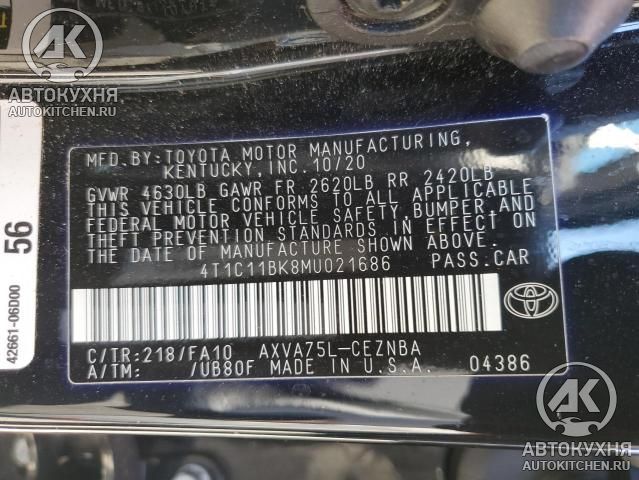 АК
АВТОКУХНЯ
AUTOKITCHEN.RU
MFD.BY:TOYOTA MOTOR MANUFACTURING,
KENTUCKY,INC.10/20
GVWR 4630LB GAWR FR 2620LB RR 2420LB
THIS VEHICLE CONFORMS TO ALL APPLICABLE
FEDERAL MOTOR VEHICLE SAFETY,BUMPER,AND
THEFT PREVENTION STANDARDS IN EFFECT ON
THE DATE OF MANUFACTURE SHOWN ABOVE.
4T1C11BK8MU021686 PASS.CAR
C/TR:218/FA10 AXVA75L-CEZNBA
A/TM: /UB80F MADE IN U.S.A. 04386
56
42661-06D00
АК
АВТОКУХНЯ
AUTOKITCHEN.RU